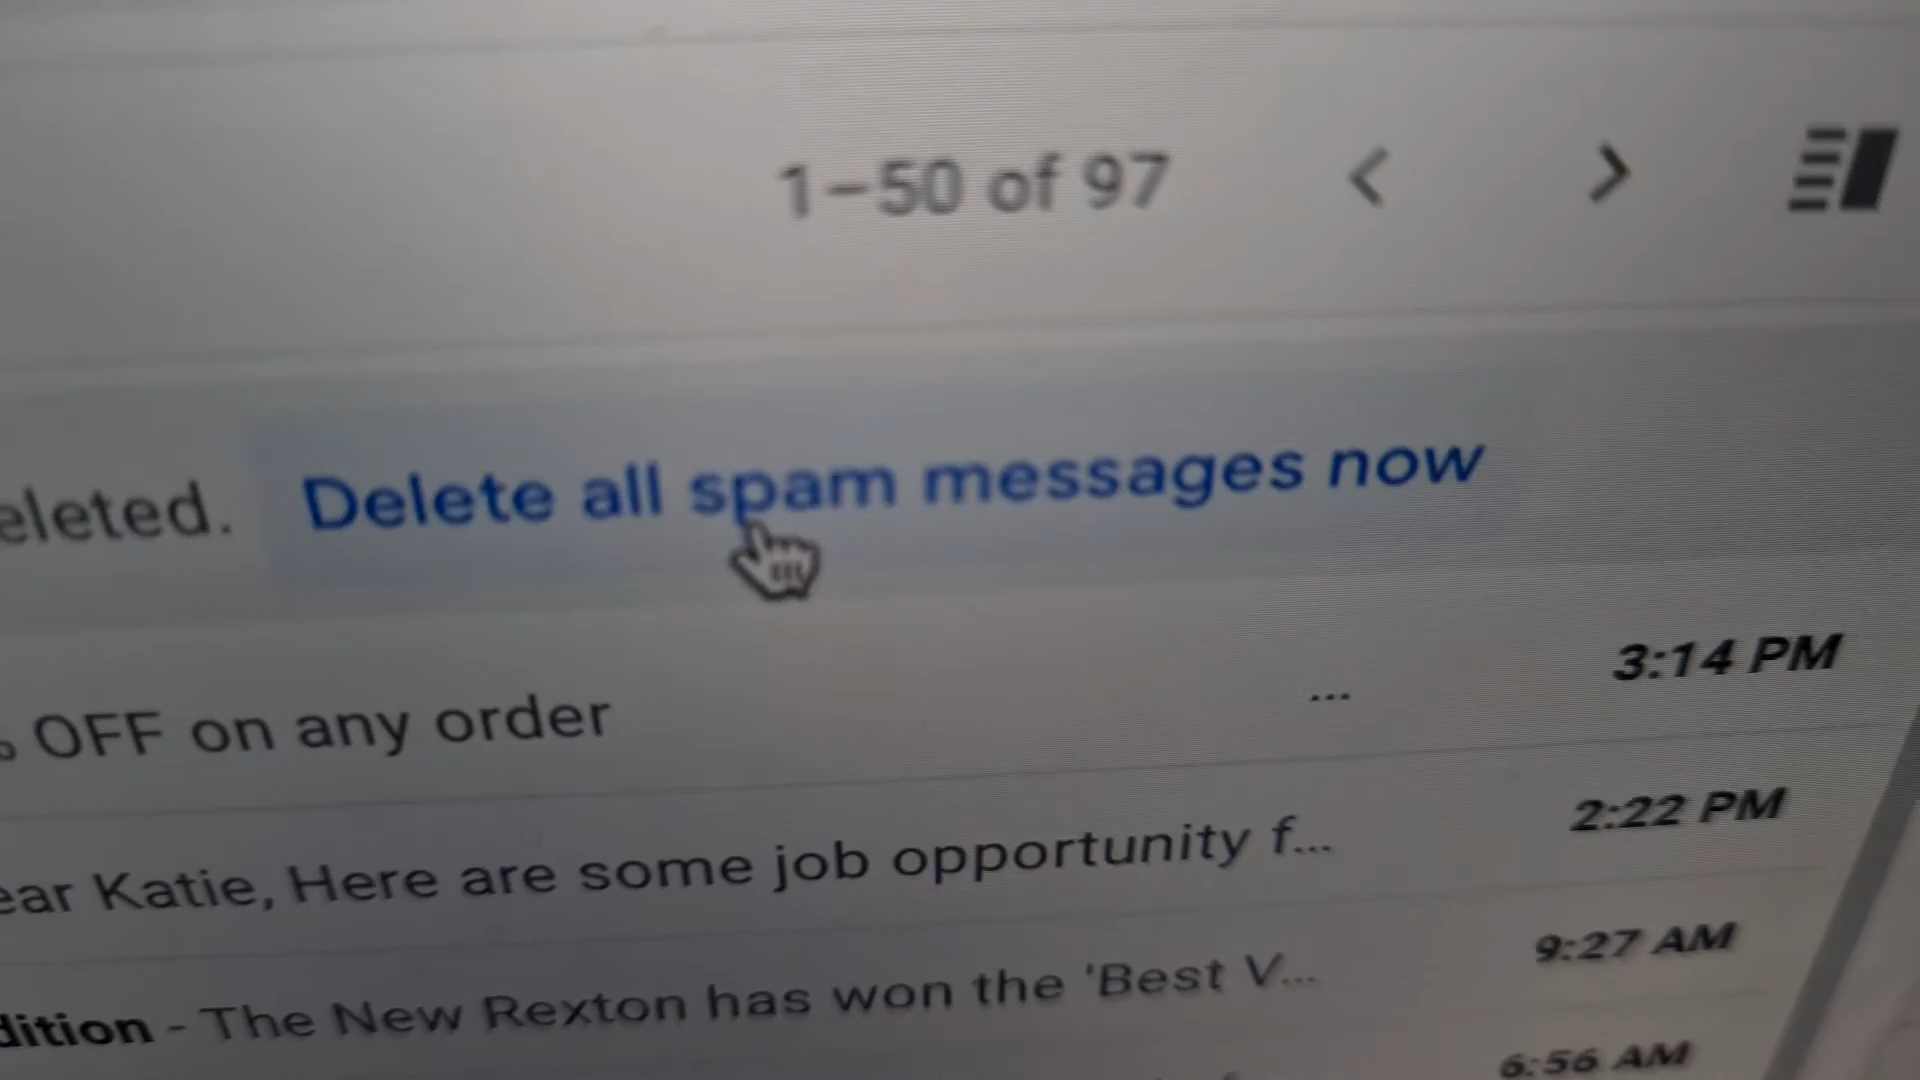 1–50 of 97
eleted. Delete all spam messages now
OFF on any order ... 3:14 PM
ear Katie, Here are some job opportunity f... 2:22 PM
dition - The New Rexton has won the 'Best V... 9:27 AM
6:56 AM